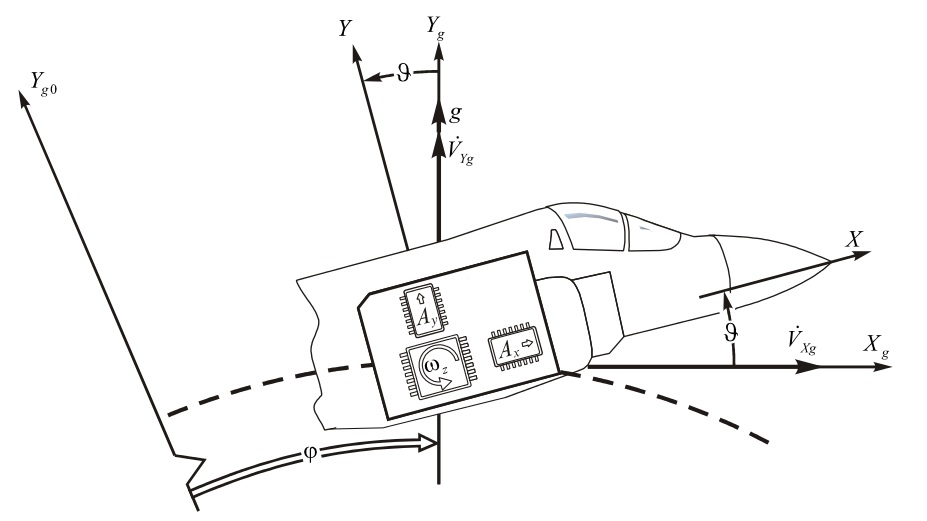 Y
Y_g
ϑ
Y_g0
g
V̇_Yg
X
A_y
ϑ
V̇_Xg
X_g
A_x
ω_z
φ